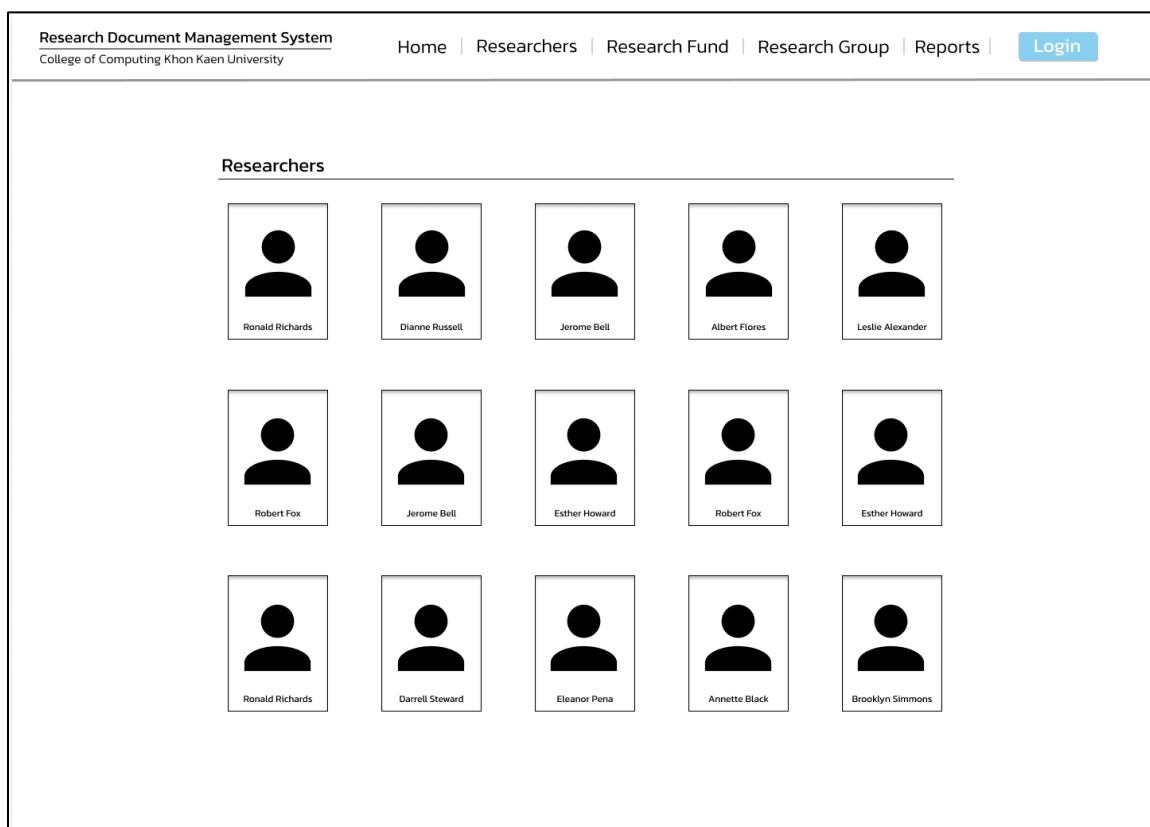 Research Document Management System
College of Computing Khon Kaen University
Home | Researchers | Research Fund | Research Group | Reports |
Login
Researchers
Ronald Richards
Dianne Russell
Jerome Bell
Albert Flores
Leslie Alexander
Robert Fox
Jerome Bell
Esther Howard
Robert Fox
Esther Howard
Ronald Richards
Darrell Steward
Eleanor Pena
Annette Black
Brooklyn Simmons